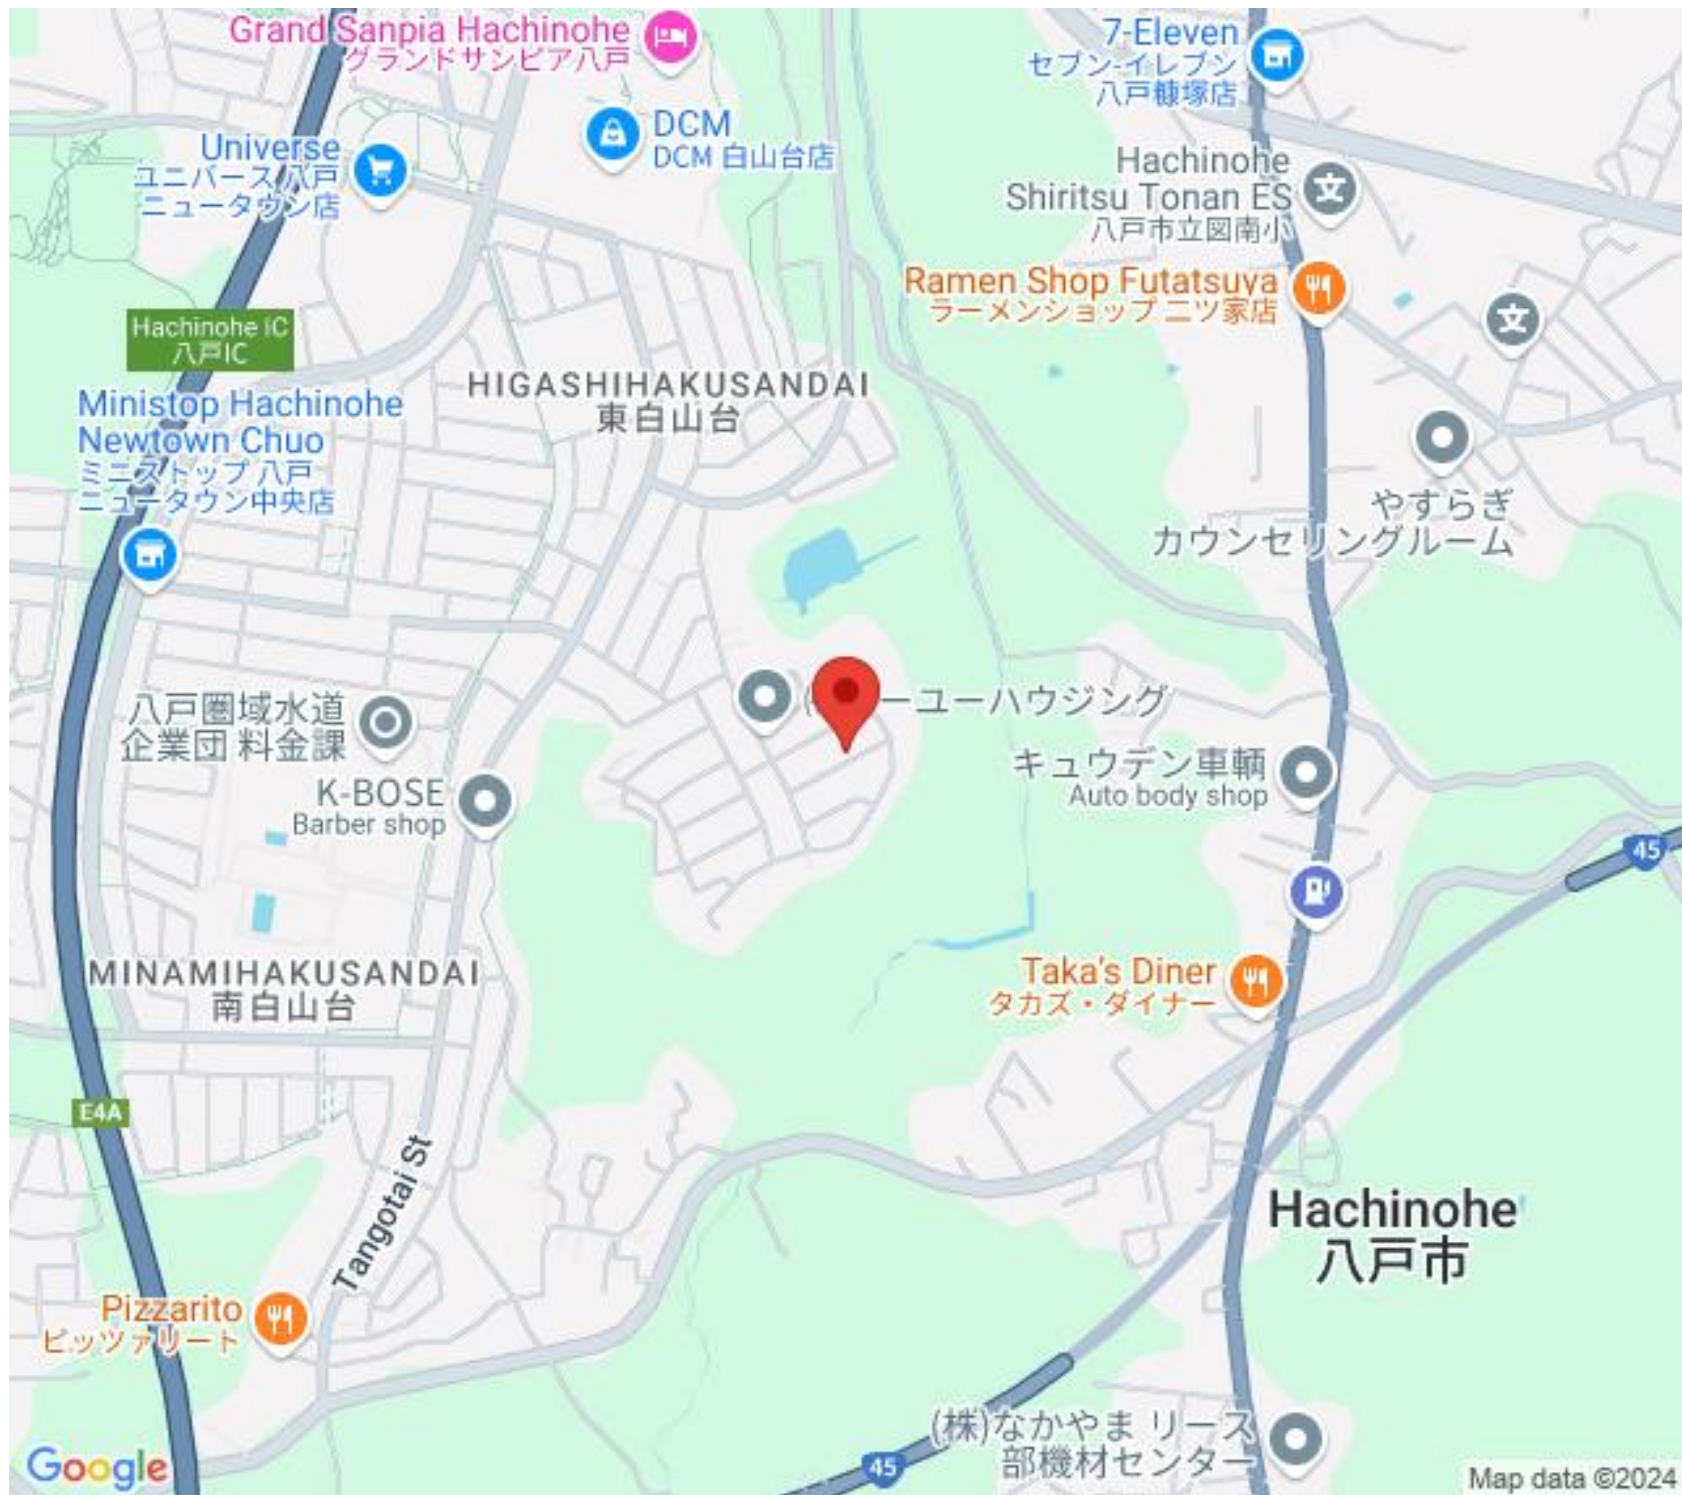 Grand Sanpia Hachinohe
グランドサンピア八戸
7-Eleven
セブン-イレブン
八戸糠塚店
DCM
DCM 白山台店
Universe
ユニバース 八戸
ニュータウン店
Hachinohe
Shiritsu Tonan ES
八戸市立図南小
文
Ramen Shop Futatsuya
ラーメンショップ 二ツ家店
文
Hachinohe IC
八戸IC
HIGASHIHAKUSANDAI
東白山台
Ministop Hachinohe
Newtown Chuo
ミニストップ 八戸
ニュータウン中央店
やすらぎ
カウンセリングルーム
ーユーハウジング
八戸圏域水道
企業団 料金課
キュウデン車輌
Auto body shop
K-BOSE
Barber shop
45
MINAMIHAKUSANDAI
南白山台
Taka's Diner
タカズ・ダイナー
E4A
Tangotai St
Hachinohe
八戸市
Pizzarito
ピッツァリート
(株)なかやま リース
部機材センター
45
Google
Map data ©2024